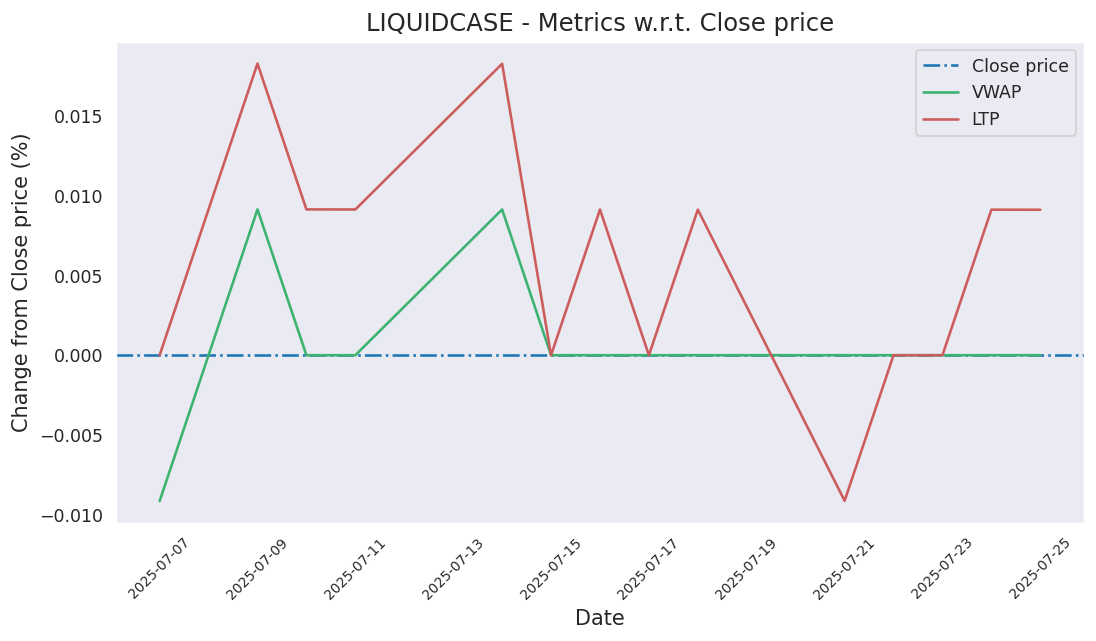 LIQUIDCASE - Metrics w.r.t. Close price
Close price
VWAP
LTP
Change from Close price (%)
0.015
0.010
0.005
0.000
−0.005
−0.010
2025-07-07
2025-07-09
2025-07-11
2025-07-13
2025-07-15
2025-07-17
2025-07-19
2025-07-21
2025-07-23
2025-07-25
Date